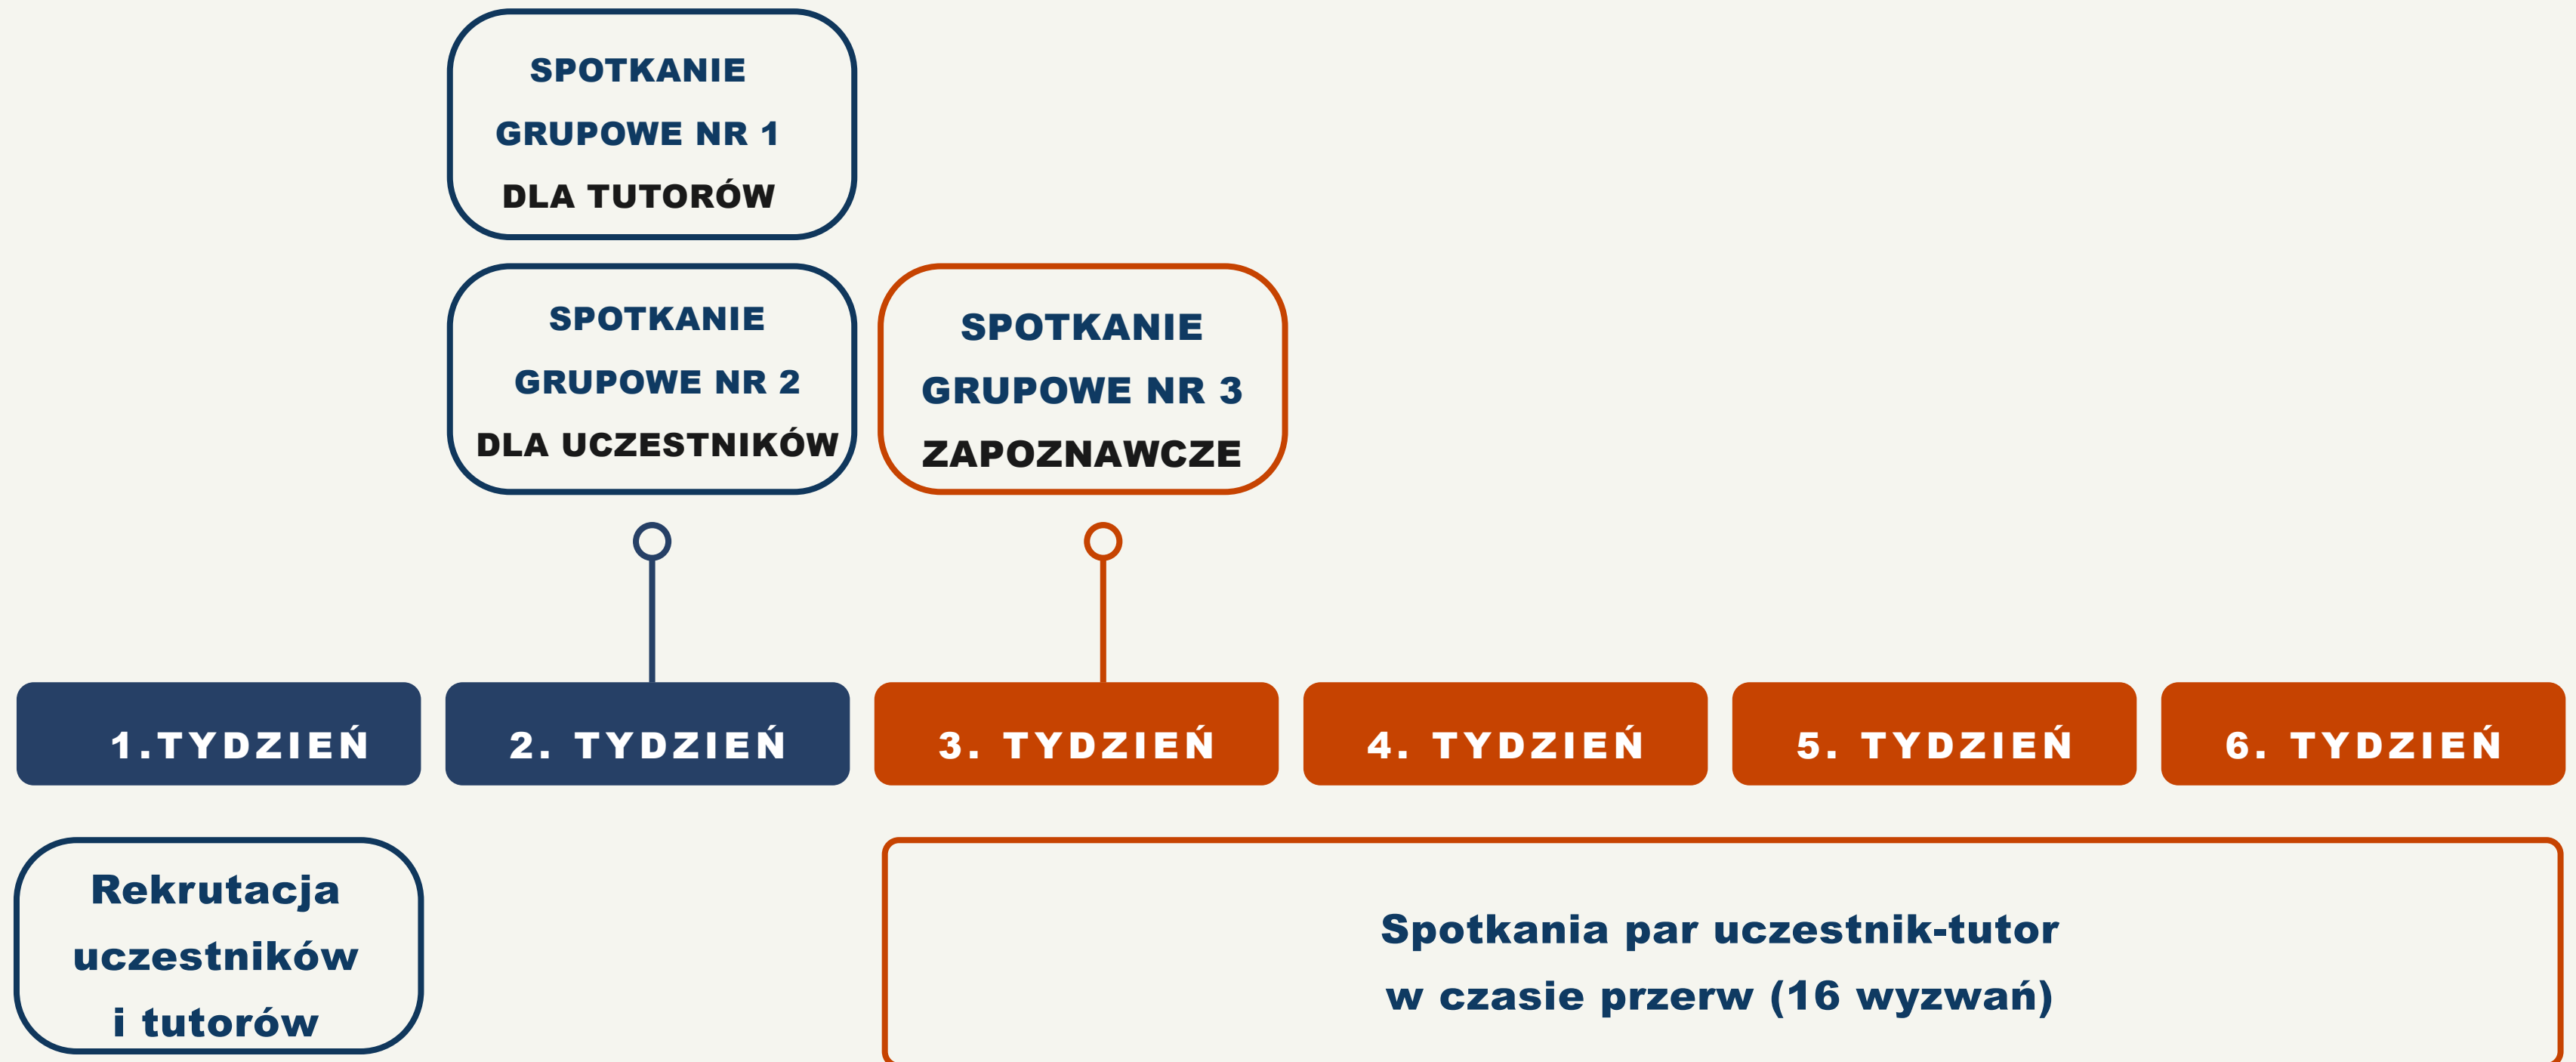 SPOTKANIE
GRUPOWE NR 1
DLA TUTORÓW
SPOTKANIE
GRUPOWE NR 2
DLA UCZESTNIKÓW
SPOTKANIE
GRUPOWE NR 3
ZAPOZNAWCZE
1.TYDZIEŃ
2. TYDZIEŃ
3. TYDZIEŃ
4. TYDZIEŃ
5. TYDZIEŃ
6. TYDZIEŃ
Rekrutacja
uczestników
i tutorów
Spotkania par uczestnik-tutor
w czasie przerw (16 wyzwań)